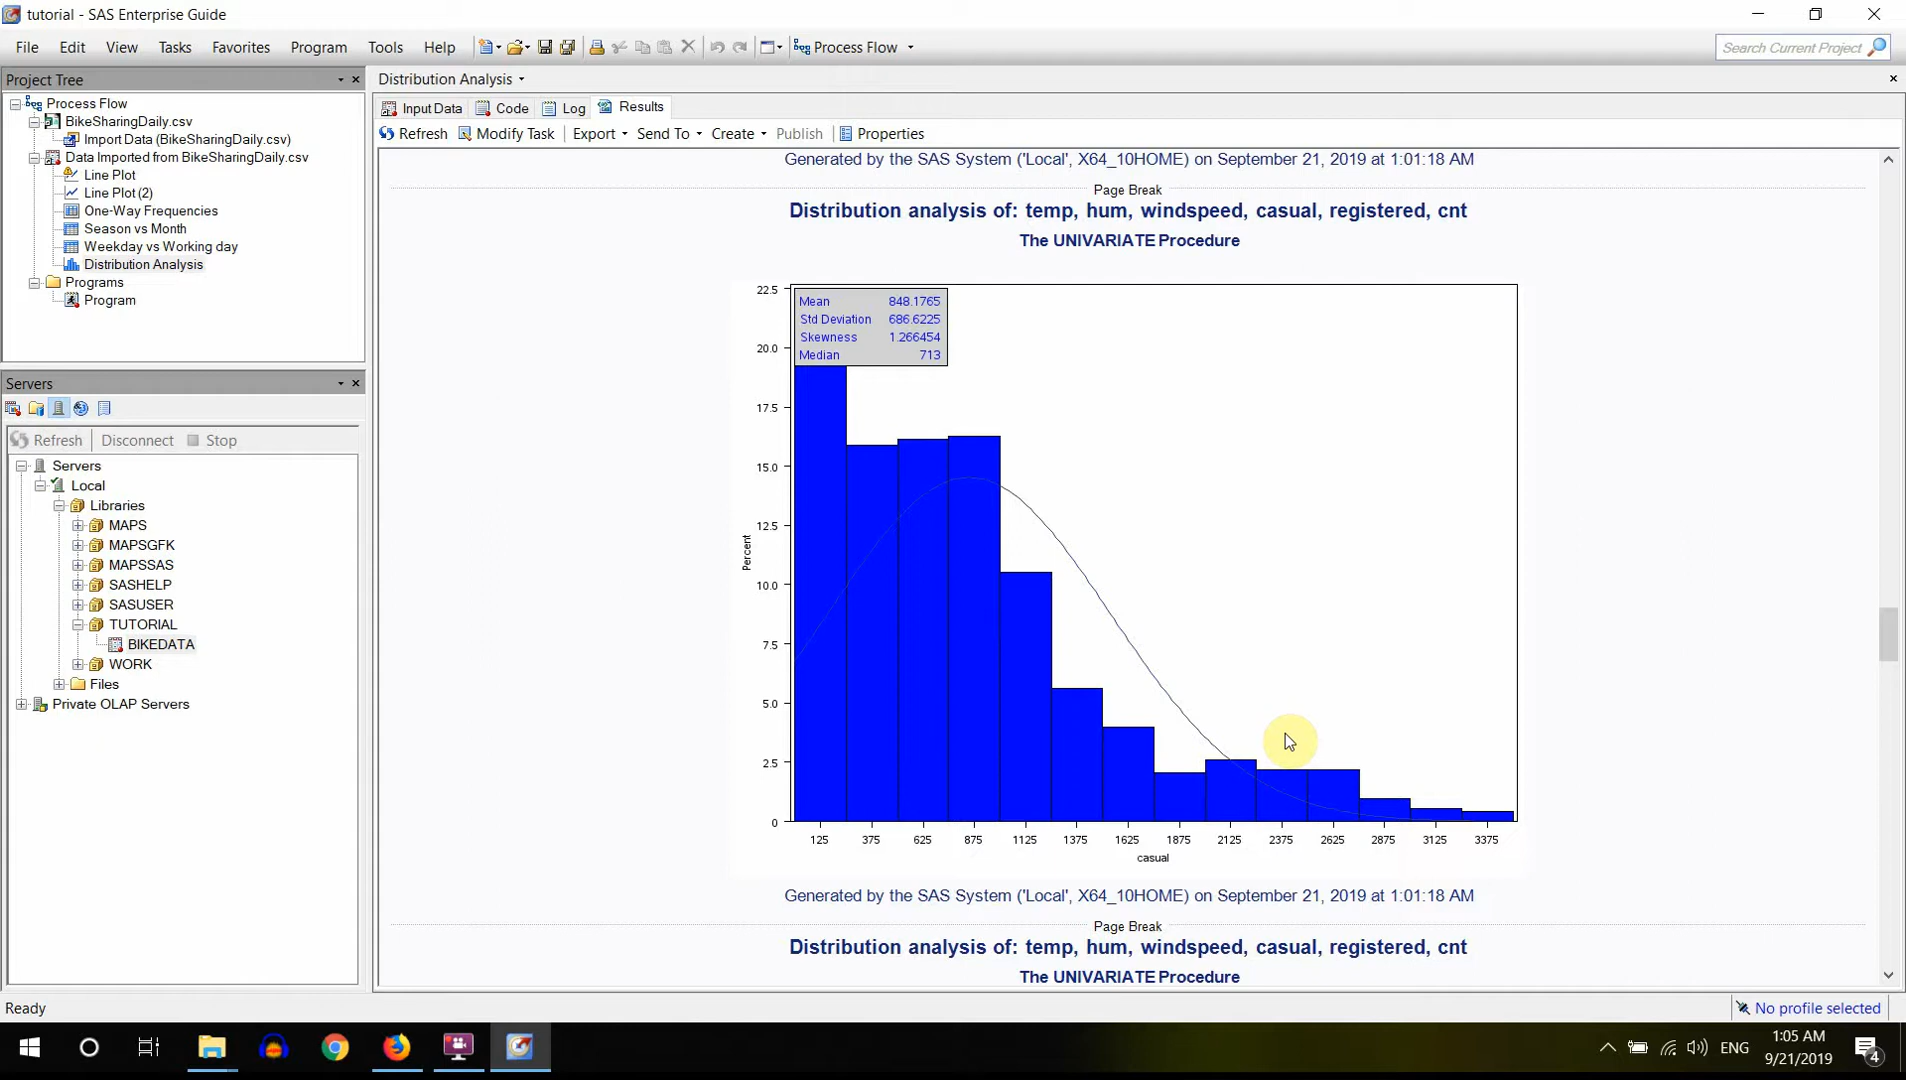 tutorial - SAS Enterprise Guide
File Edit View Tasks Favorites Program Tools Help Process Flow Search Current Project
Project Tree
Process Flow
BikeSharingDaily.csv
Import Data (BikeSharingDaily.csv)
Data Imported from BikeSharingDaily.csv
Line Plot
Line Plot (2)
One-Way Frequencies
Season vs Month
Weekday vs Working day
Distribution Analysis
Programs
Program
Servers
Refresh Disconnect Stop
Servers
Local
Libraries
MAPS
MAPSGFK
MAPSSAS
SASHELP
SASUSER
TUTORIAL
BIKEDATA
WORK
Files
Private OLAP Servers
Distribution Analysis
Input Data Code Log Results
Refresh Modify Task Export Send To Create Publish Properties
Generated by the SAS System ('Local', X64_10HOME) on September 21, 2019 at 1:01:18 AM
Page Break
Distribution analysis of: temp, hum, windspeed, casual, registered, cnt
The UNIVARIATE Procedure
Mean 848.1765
Std Deviation 686.6225
Skewness 1.266454
Median 713
22.5
20.0
17.5
15.0
12.5
10.0
7.5
5.0
2.5
0
Percent
125 375 625 875 1125 1375 1625 1875 2125 2375 2625 2875 3125 3375
casual
Generated by the SAS System ('Local', X64_10HOME) on September 21, 2019 at 1:01:18 AM
Page Break
Distribution analysis of: temp, hum, windspeed, casual, registered, cnt
The UNIVARIATE Procedure
Ready
No profile selected
ENG
1:05 AM
9/21/2019
4